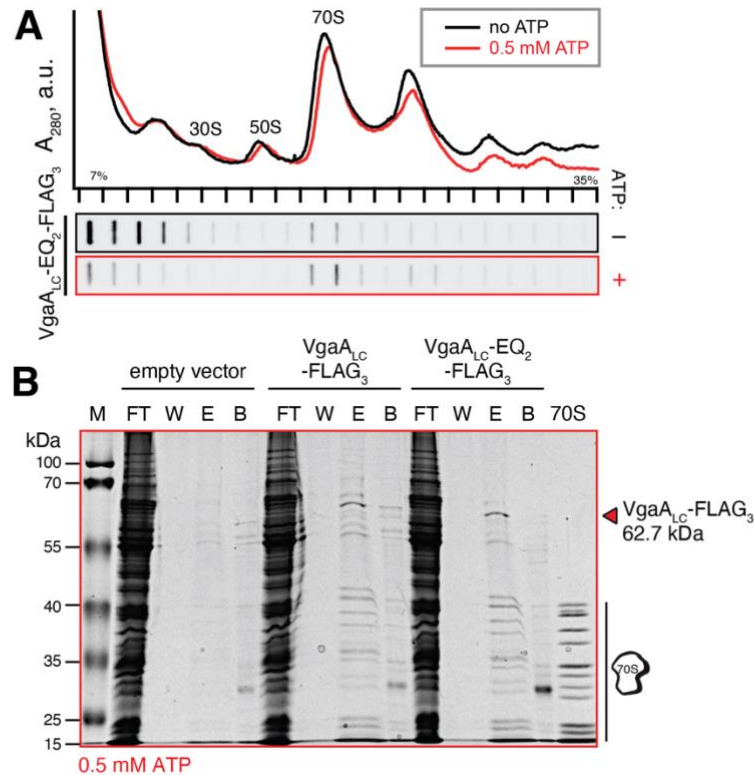 A
70S
no ATP
0.5 mM ATP
A280, a.u.
30S
50S
7%
35%
ATP:
VgaALC-EQ2-FLAG3
–
+
B
empty vector
VgaALC
-FLAG3
VgaALC-EQ2
-FLAG3
M FT W E B FT W E B FT W E B 70S
kDa
100
70
55
40
35
25
15
VgaALC-FLAG3
62.7 kDa
70S
0.5 mM ATP